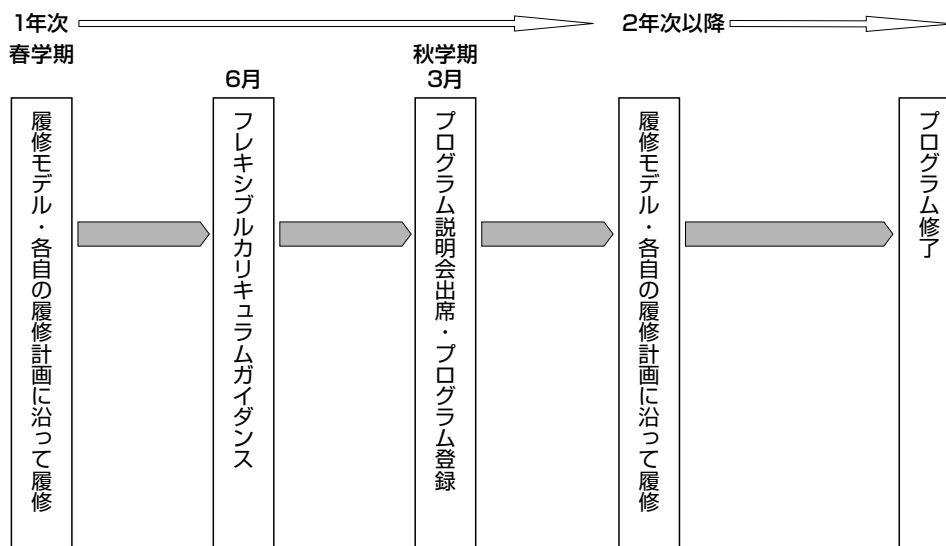 1年次
2年次以降
春学期
6月
秋学期
3月
履修モデル・各自の履修計画に沿って履修
フレキシブルカリキュラムガイダンス
プログラム説明会出席・プログラム登録
履修モデル・各自の履修計画に沿って履修
プログラム修了